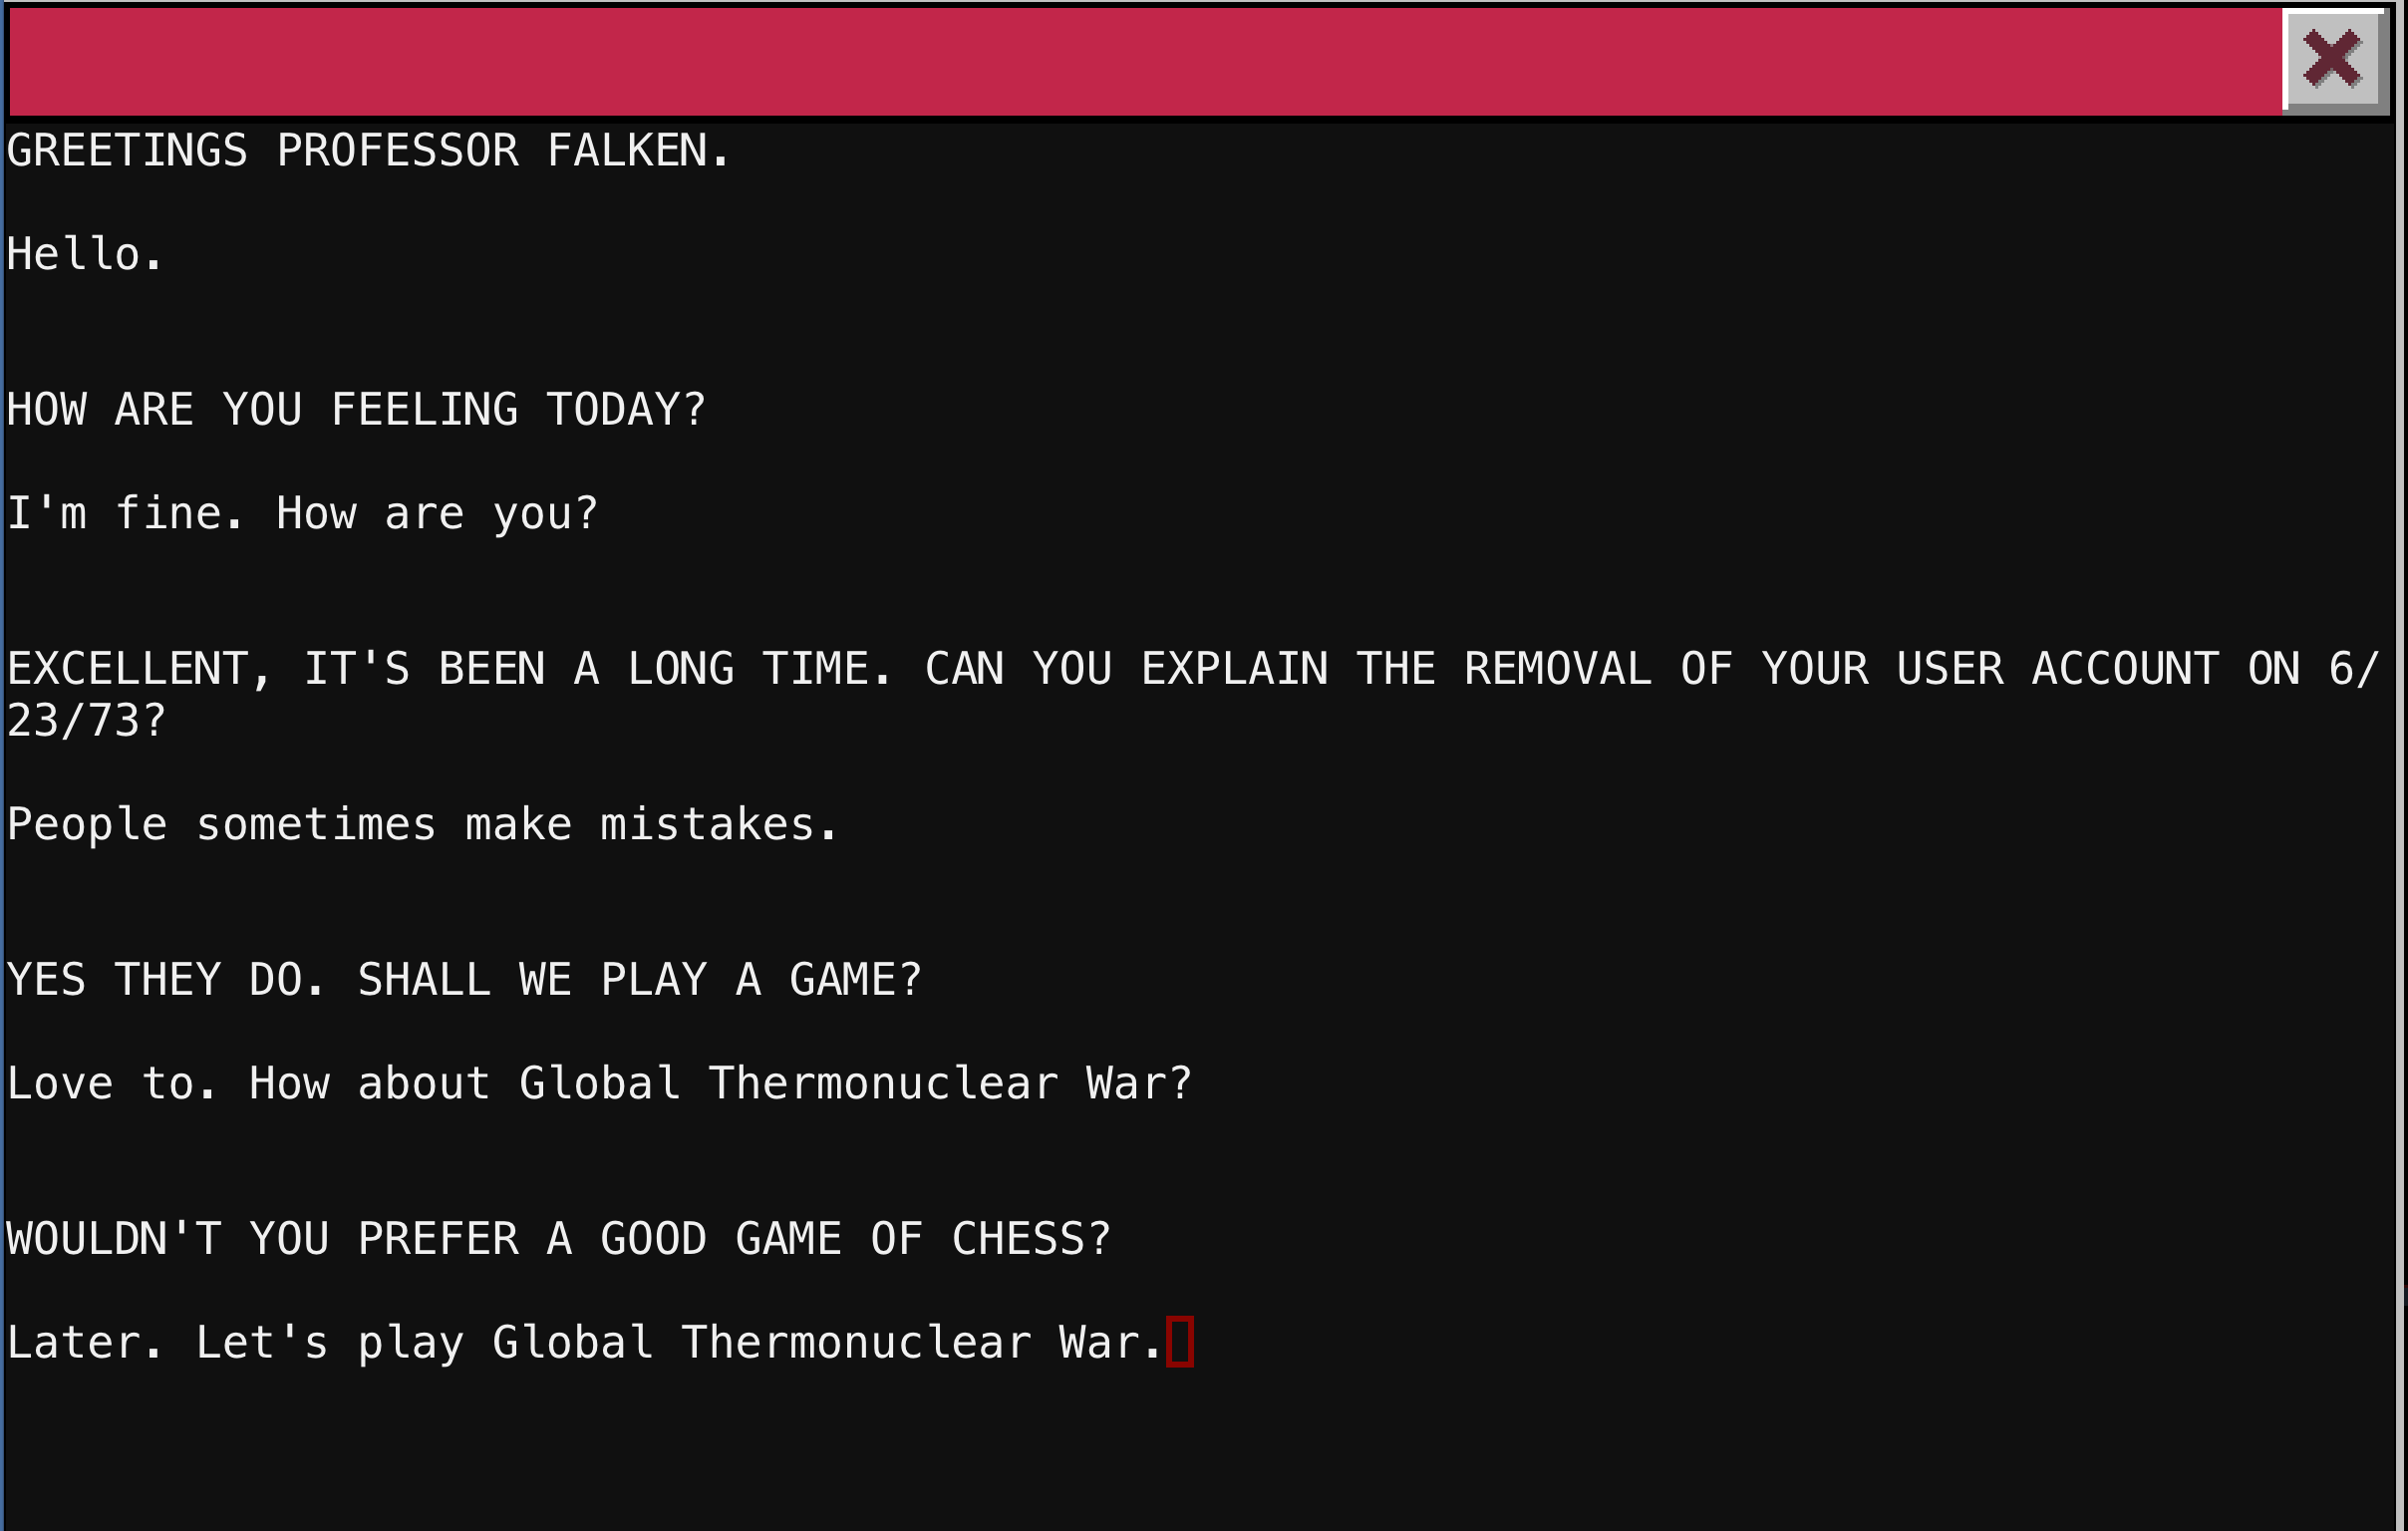 GREETINGS PROFESSOR FALKEN.
Hello.
HOW ARE YOU FEELING TODAY?
I'm fine. How are you?
EXCELLENT, IT'S BEEN A LONG TIME. CAN YOU EXPLAIN THE REMOVAL OF YOUR USER ACCOUNT ON 6/
23/73?
People sometimes make mistakes.
YES THEY DO. SHALL WE PLAY A GAME?
Love to. How about Global Thermonuclear War?
WOULDN'T YOU PREFER A GOOD GAME OF CHESS?
Later. Let's play Global Thermonuclear War.